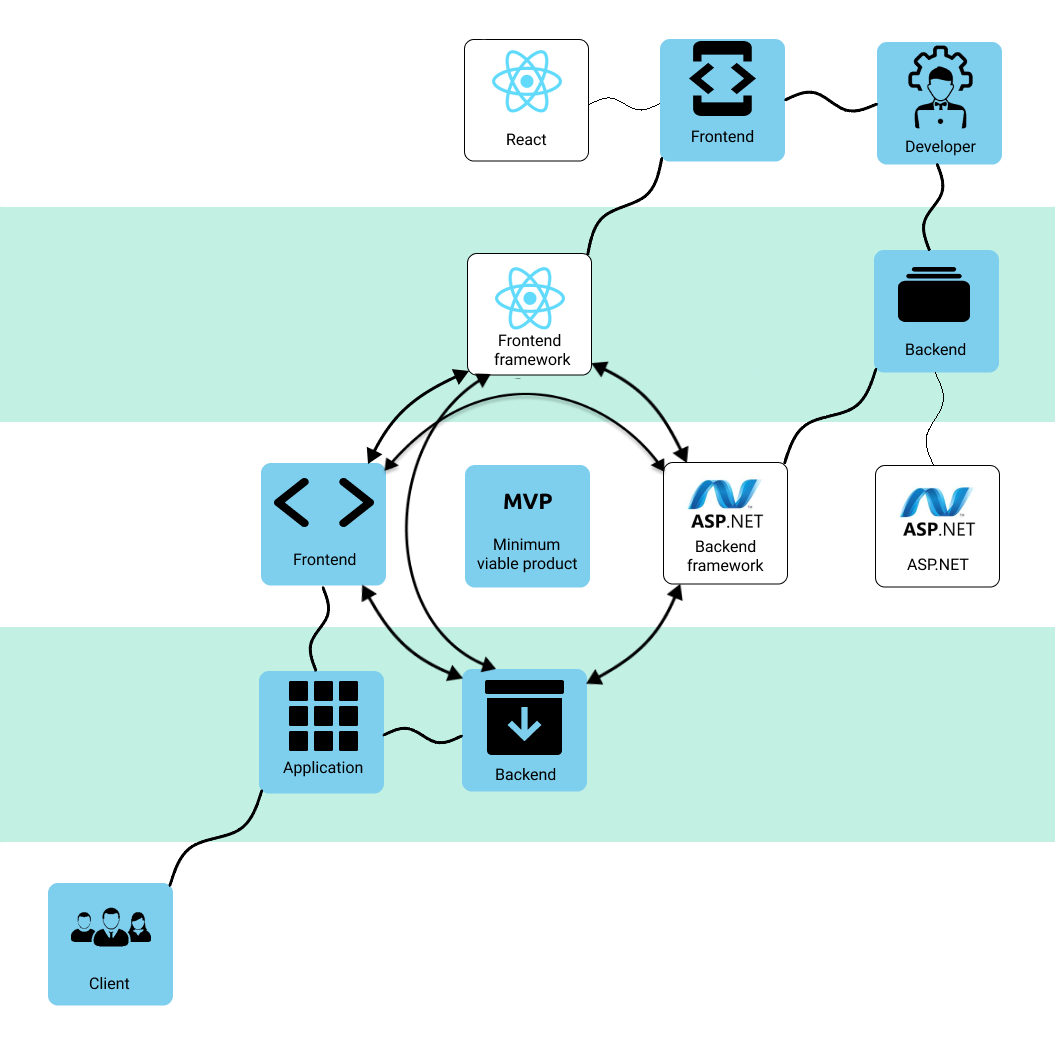 React
Frontend
Developer
Frontend
framework
Backend
Frontend
MVP
Minimum
viable product
ASP.NET
Backend
framework
ASP.NET
ASP.NET
Application
Backend
Client